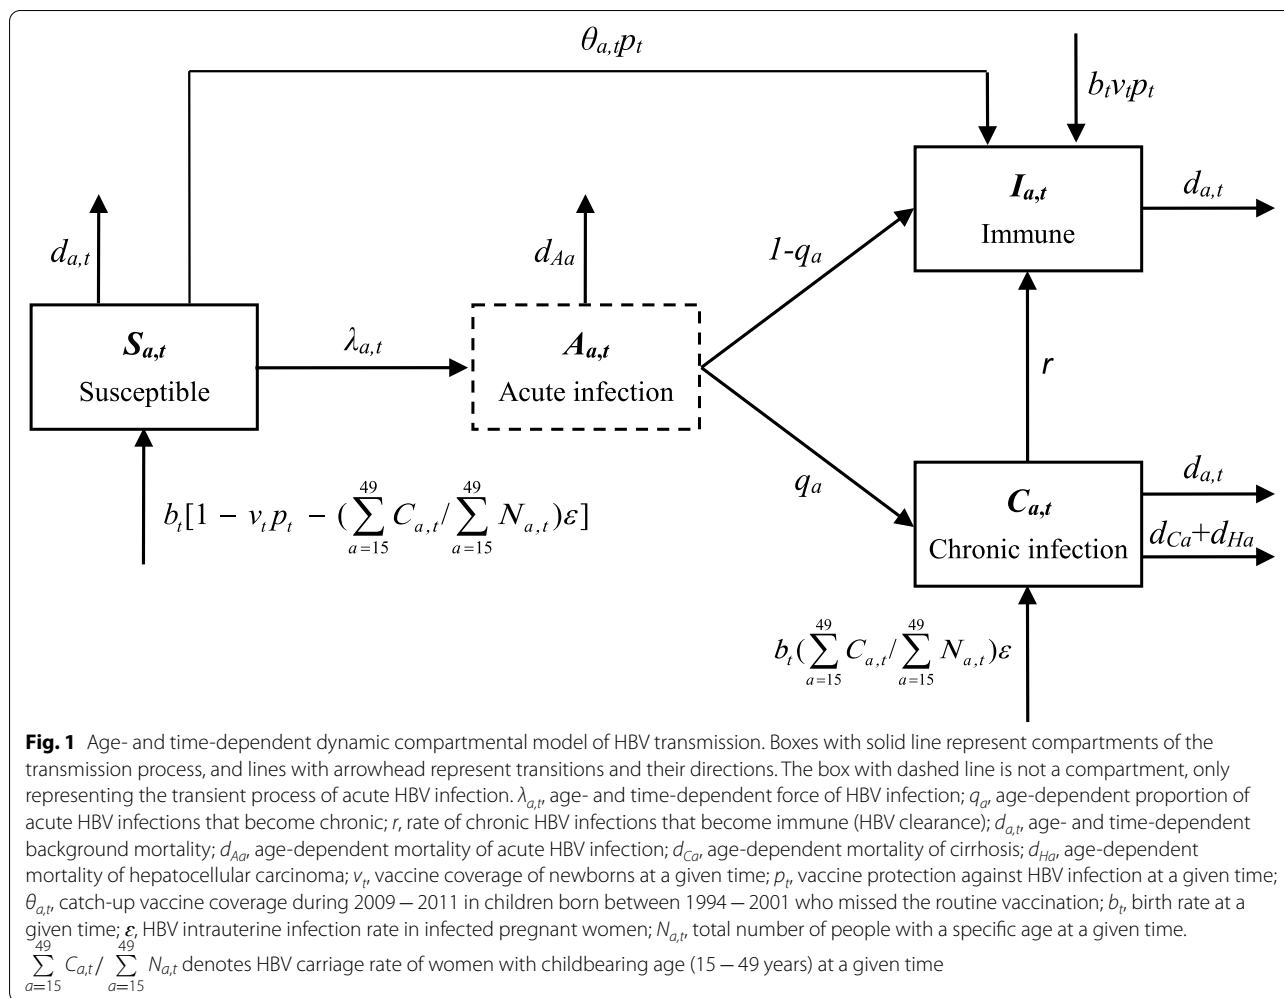 θa,tpt
btvtpt
Ia,t
Immune
da,t
da,t
dAa
1-qa
Sa,t
Susceptible
λa,t
Aa,t
Acute infection
r
qa
bt[1 − vtpt − (∑49a=15 Ca,t/∑49a=15 Na,t)ε]
Ca,t
Chronic infection
da,t
dCa+dHa
bt(∑49a=15 Ca,t/∑49a=15 Na,t)ε
Fig. 1 Age- and time-dependent dynamic compartmental model of HBV transmission. Boxes with solid line represent compartments of the
transmission process, and lines with arrowhead represent transitions and their directions. The box with dashed line is not a compartment, only
representing the transient process of acute HBV infection. λa,t, age- and time-dependent force of HBV infection; qa, age-dependent proportion of
acute HBV infections that become chronic; r, rate of chronic HBV infections that become immune (HBV clearance); da,t, age- and time-dependent
background mortality; dAa, age-dependent mortality of acute HBV infection; dCa, age-dependent mortality of cirrhosis; dHa, age-dependent
mortality of hepatocellular carcinoma; vt, vaccine coverage of newborns at a given time; pt, vaccine protection against HBV infection at a given time;
θa,t, catch-up vaccine coverage during 2009 − 2011 in children born between 1994 − 2001 who missed the routine vaccination; bt, birth rate at a
given time; ε, HBV intrauterine infection rate in infected pregnant women; Na,t, total number of people with a specific age at a given time.
∑49a=15 Ca,t/ ∑49a=15 Na,t denotes HBV carriage rate of women with childbearing age (15 − 49 years) at a given time